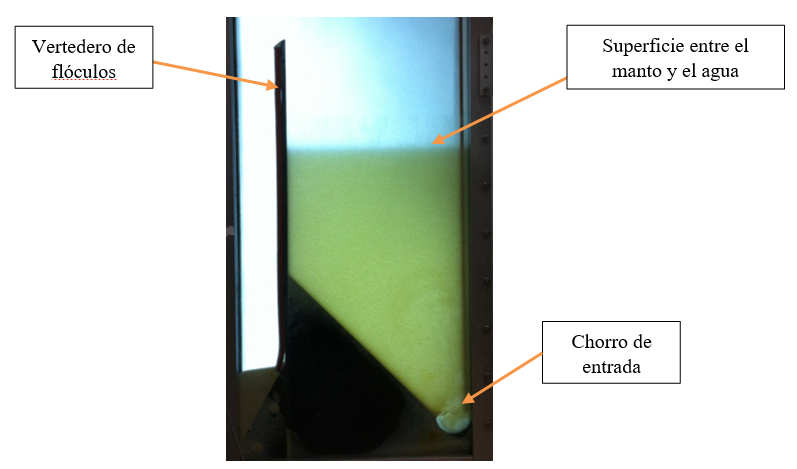 Vertedero de
flóculos
Superficie entre el
manto y el agua
Chorro de
entrada